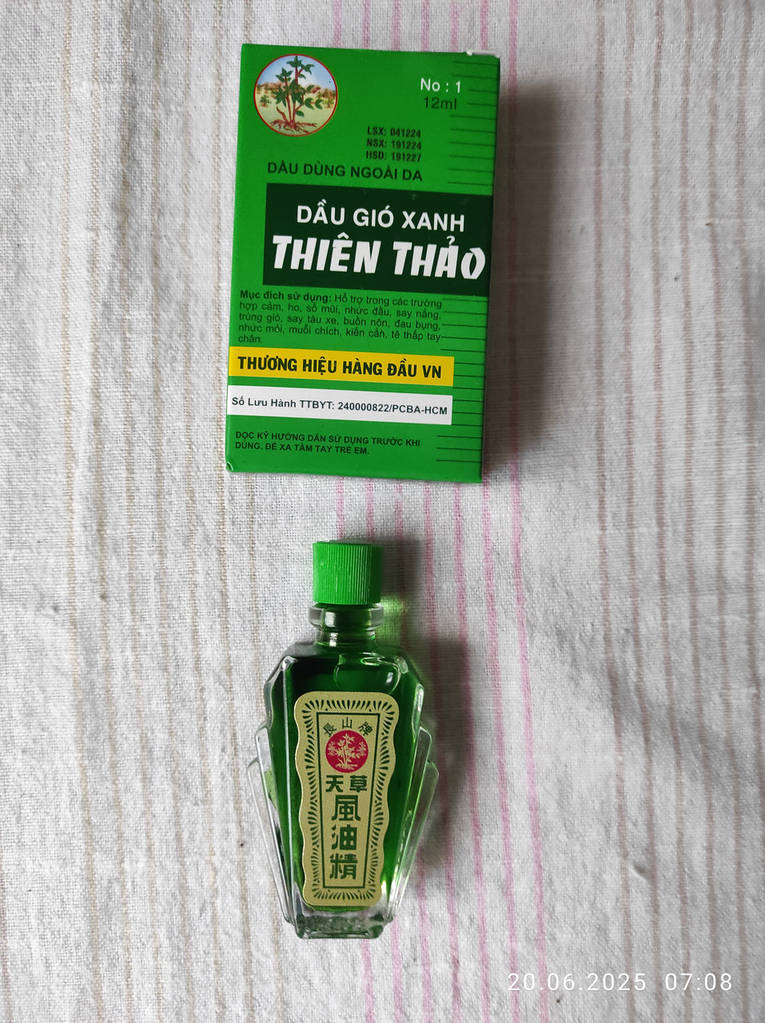 No : 1
12ml
LSX: 041224
NSX: 191224
HSD: 191227
DẦU DÙNG NGOÀI DA
DẦU GIÓ XANH
THIÊN THẢO
Mục đích sử dụng: Hỗ trợ trong các trường
hợp cảm, ho, sổ mũi, nhức đầu, say nắng,
trúng gió, say tàu xe, buồn nôn, đau bụng,
nhức mỏi, muỗi chích, kiến cắn, tê thấp tay
chân.
THƯƠNG HIỆU HÀNG ĐẦU VN
Số Lưu Hành TTBYT: 240000822/PCBA-HCM
ĐỌC KỸ HƯỚNG DẪN SỬ DỤNG TRƯỚC KHI
DÙNG. ĐỂ XA TẦM TAY TRẺ EM.
長山牌
天草
風
油
精
20.06.2025 07:08